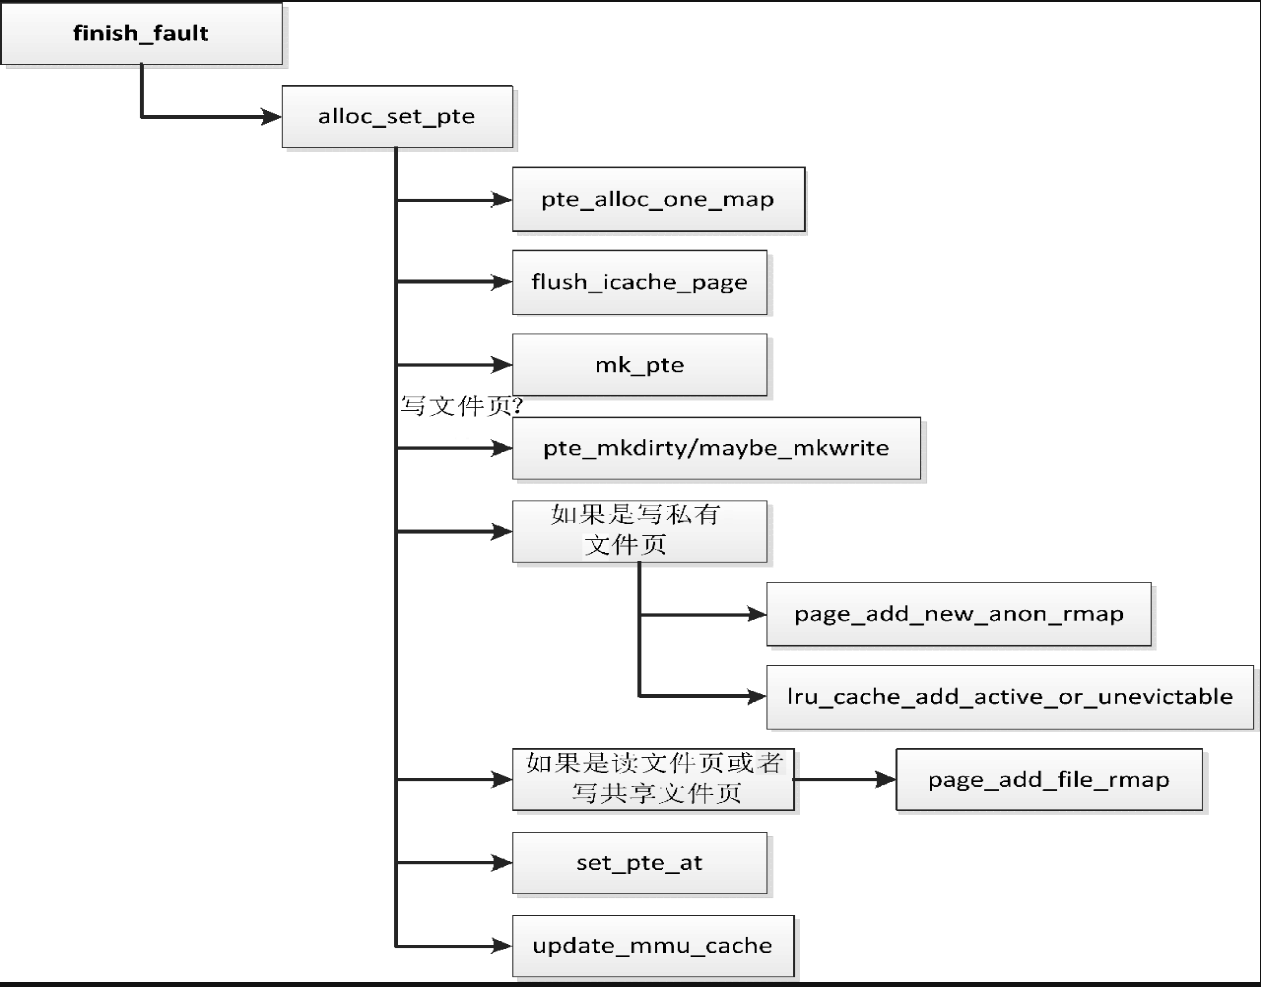 finish_fault
alloc_set_pte
pte_alloc_one_map
flush_icache_page
mk_pte
写文件页?
pte_mkdirty/maybe_mkwrite
如果是写私有
文件页
page_add_new_anon_rmap
lru_cache_add_active_or_unevictable
如果是读文件页或者
写共享文件页
page_add_file_rmap
set_pte_at
update_mmu_cache